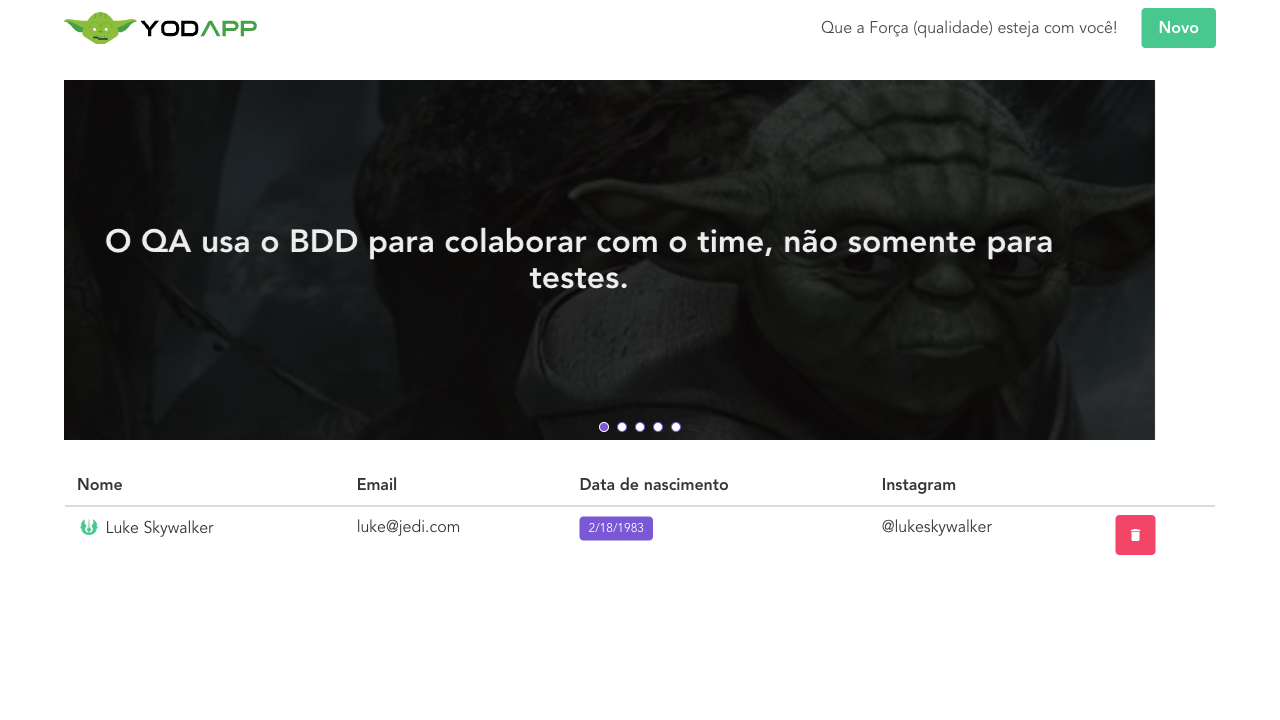 YODAPP
Que a Força (qualidade) esteja com você!
Novo
O QA usa o BDD para colaborar com o time, não somente para
testes.
Nome Email Data de nascimento Instagram
Luke Skywalker luke@jedi.com 2/18/1983 @lukeskywalker